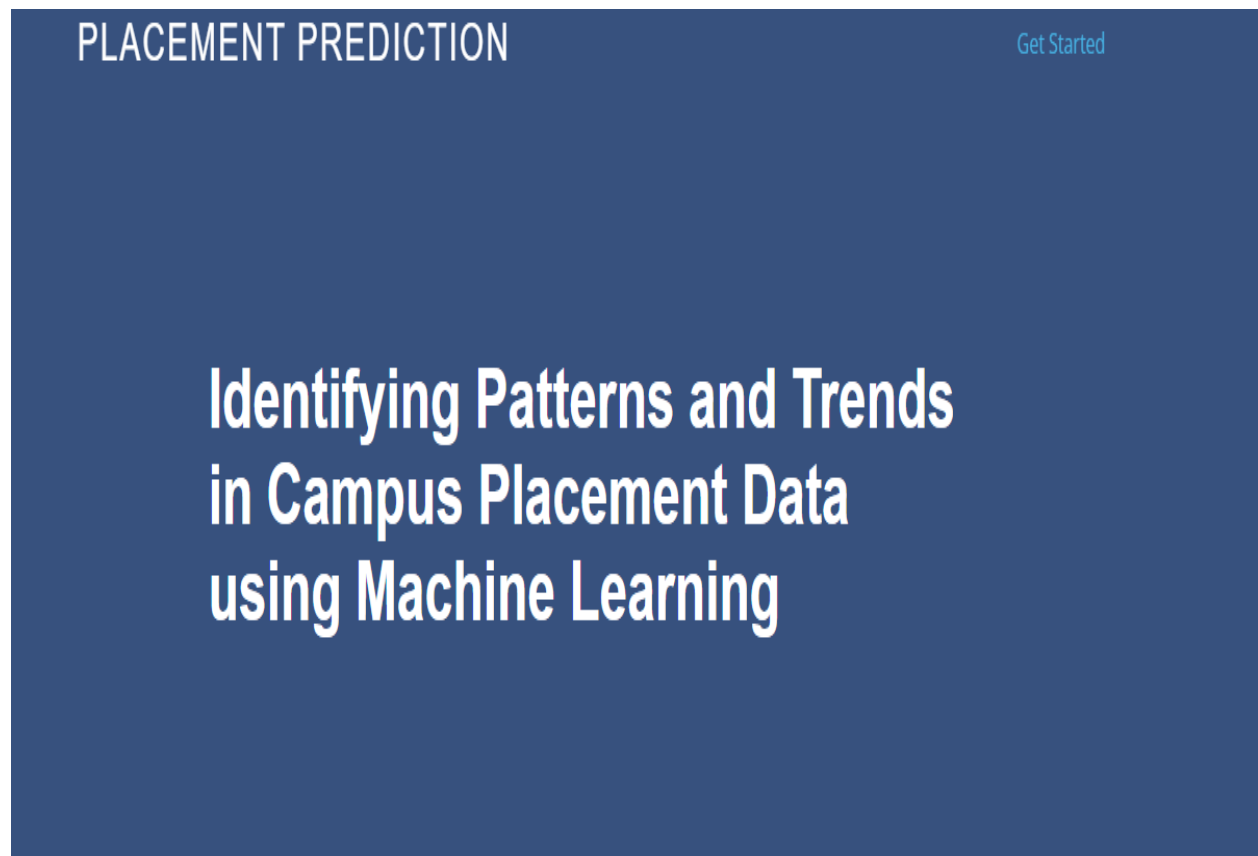 PLACEMENT PREDICTION
Get Started
Identifying Patterns and Trends
in Campus Placement Data
using Machine Learning